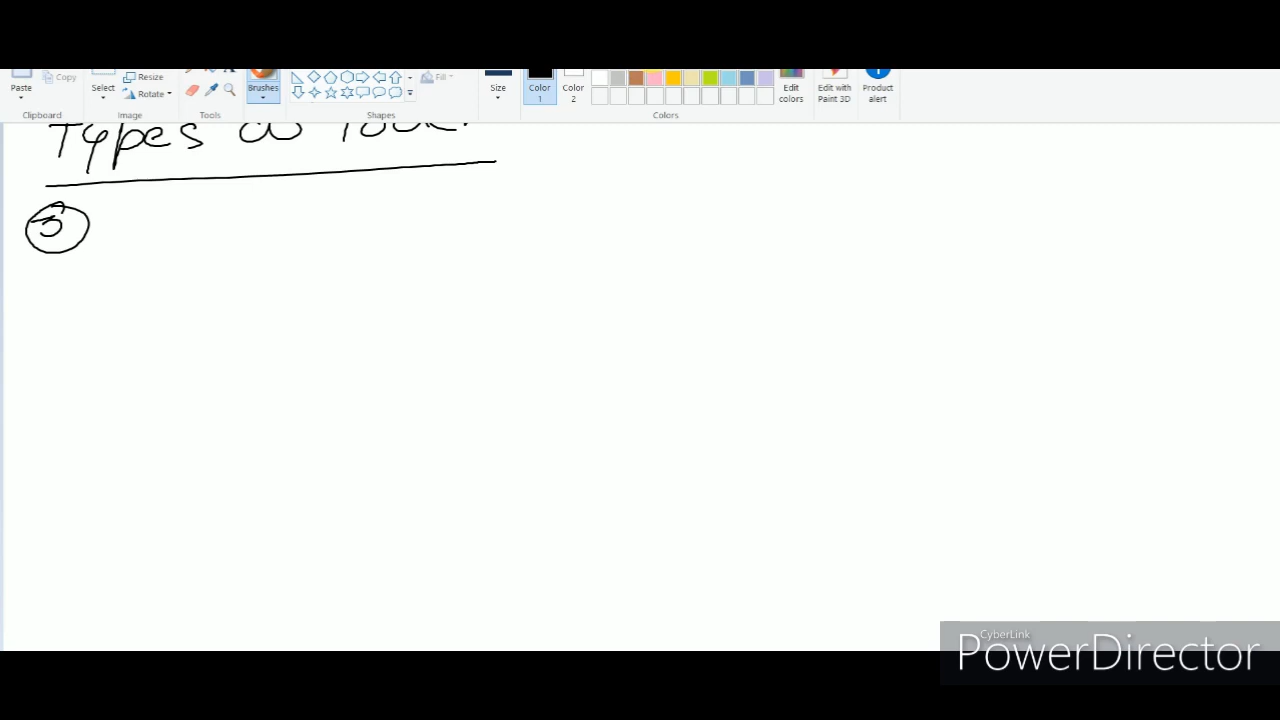 Copy
Resize
Paste
Select
Rotate
Brushes
Fill
Size
Color 1
Color 2
Edit colors
Edit with Paint 3D
Product alert
Clipboard
Image
Tools
Shapes
Colors
Types
CyberLink
PowerDirector